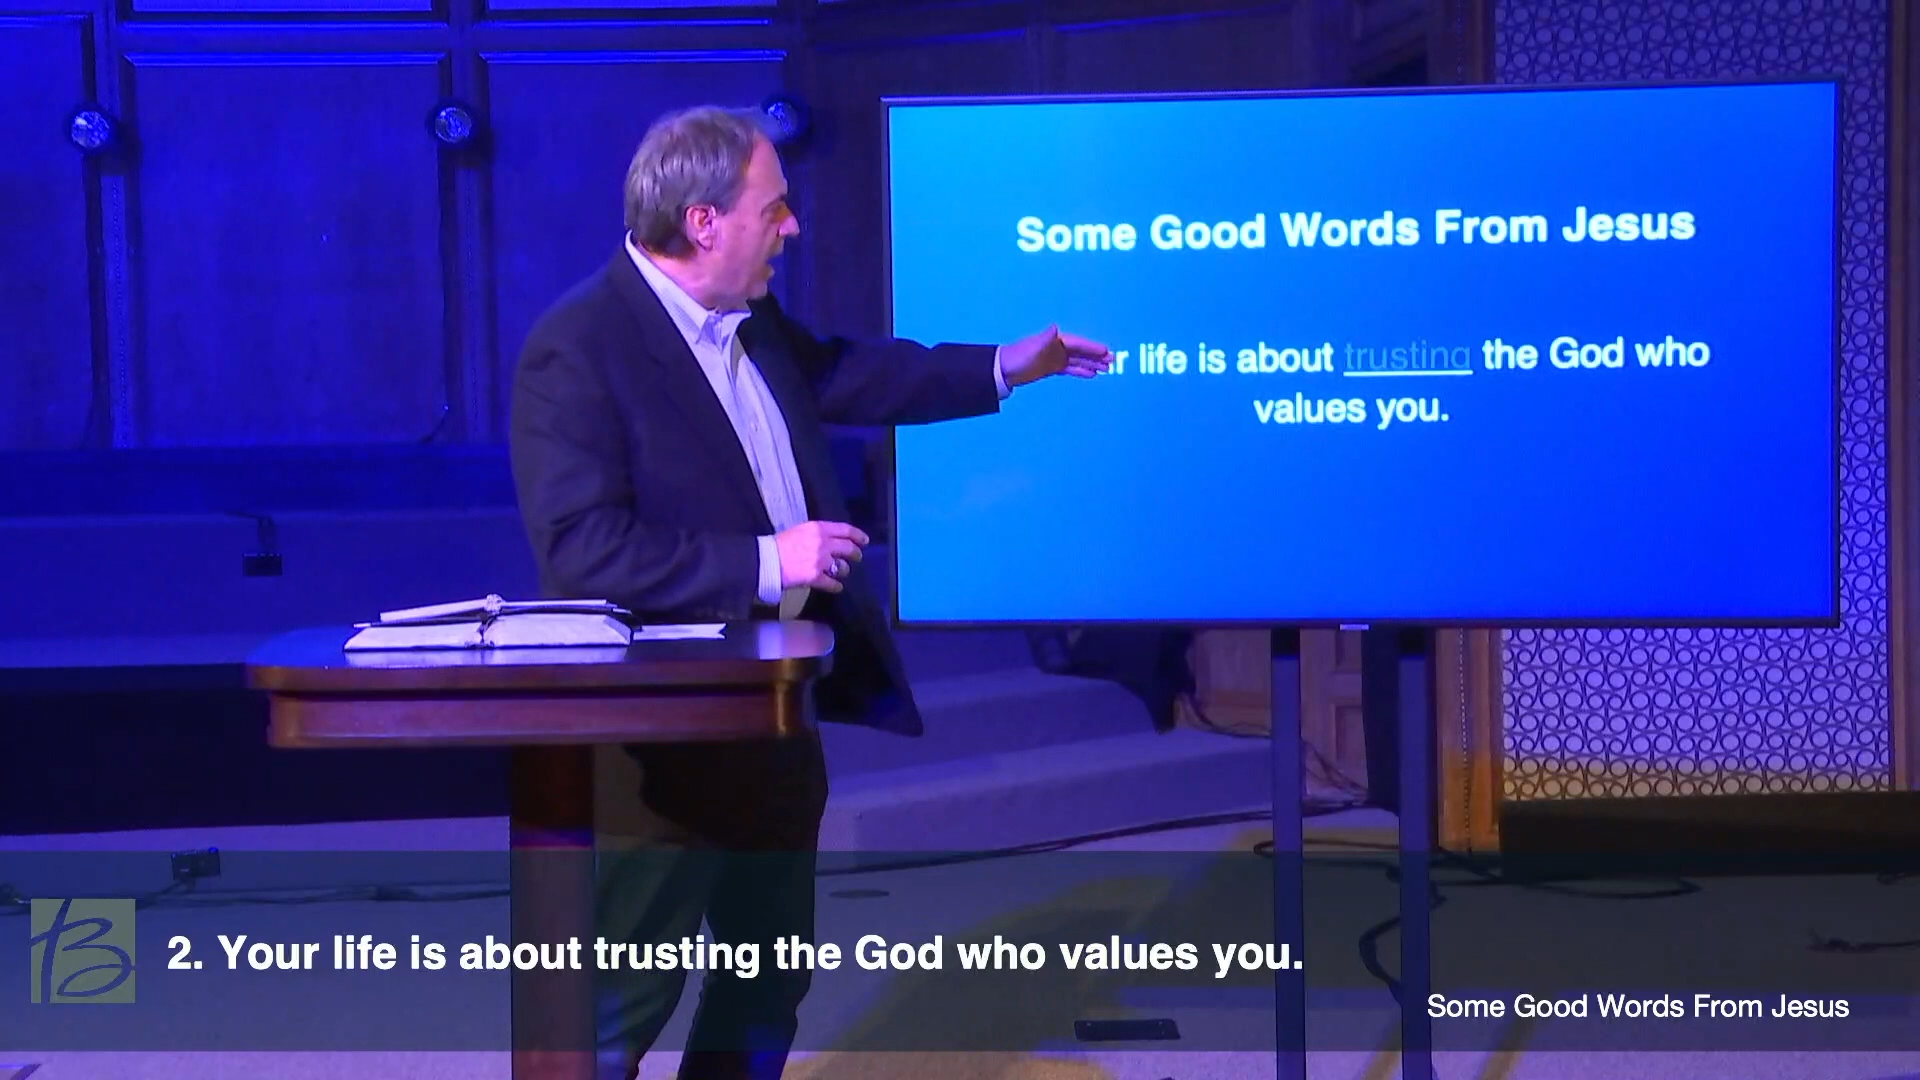 Some Good Words From Jesus
life is about trusting the God who
values you.
B
2. Your life is about trusting the God who values you.
Some Good Words From Jesus